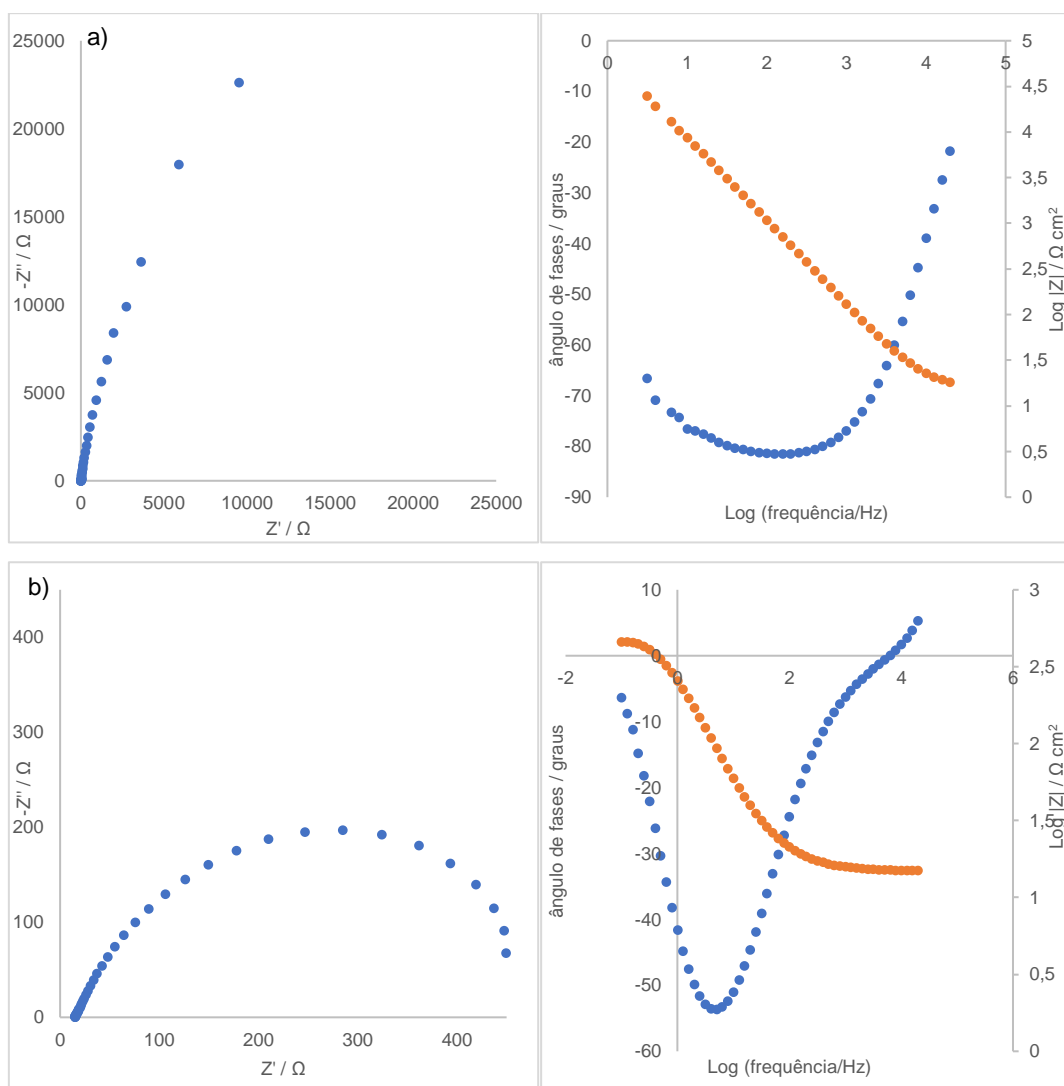 a)
-Z'' / Ω
25000
20000
15000
10000
5000
0
0 5000 10000 15000 20000 25000
Z' / Ω
ângulo de fases / graus
0
-10
-20
-30
-40
-50
-60
-70
-80
-90
0 1 2 3 4 5
Log (frequência/Hz)
5
4,5
4
3,5
3
2,5
2
1,5
1
0,5
0
Log |Z| / Ω cm²
b)
-Z'' / Ω
400
300
200
100
0
0 100 200 300 400
Z' / Ω
ângulo de fases / graus
10
0
-10
-20
-30
-40
-50
-60
-2 0 2 4 6
Log (frequência/Hz)
3
2,5
2
1,5
1
0,5
0
Log |Z| / Ω cm²